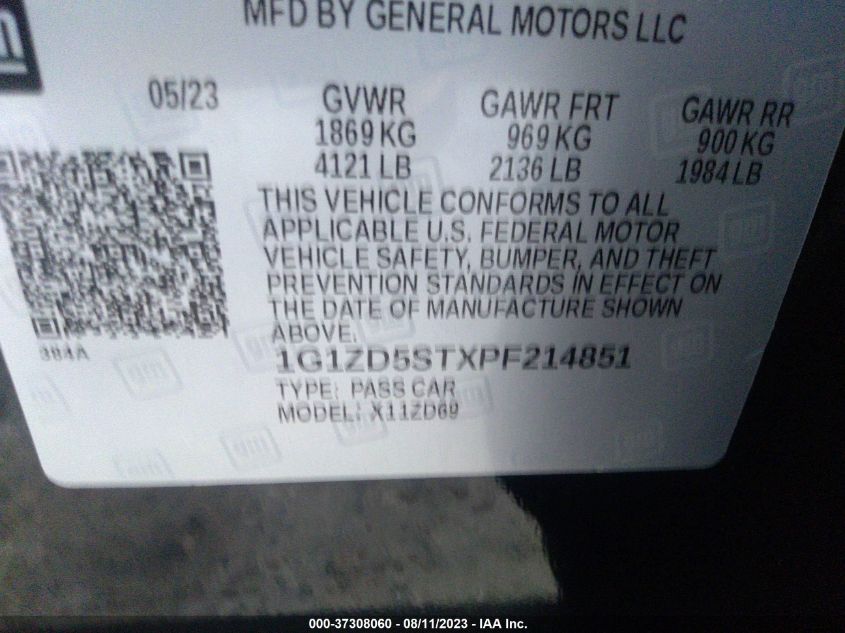 MFD BY GENERAL MOTORS LLC
05/23 GVWR GAWR FRT GAWR RR
1869 KG 969 KG 900 KG
4121 LB 2136 LB 1984 LB
THIS VEHICLE CONFORMS TO ALL
APPLICABLE U.S. FEDERAL MOTOR
VEHICLE SAFETY, BUMPER, AND THEFT
PREVENTION STANDARDS IN EFFECT ON
THE DATE OF MANUFACTURE SHOWN
ABOVE.
384A
1G1ZD5STXPF214851
TYPE: PASS CAR
MODEL: X11ZD69
000-37308060 - 08/11/2023 - IAA Inc.